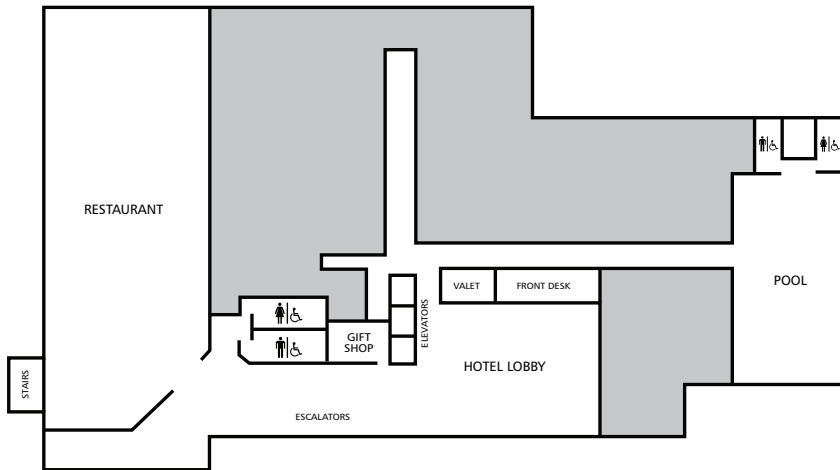 RESTAURANT
POOL
VALET
FRONT DESK
ELEVATORS
GIFT
SHOP
HOTEL LOBBY
STAIRS
ESCALATORS